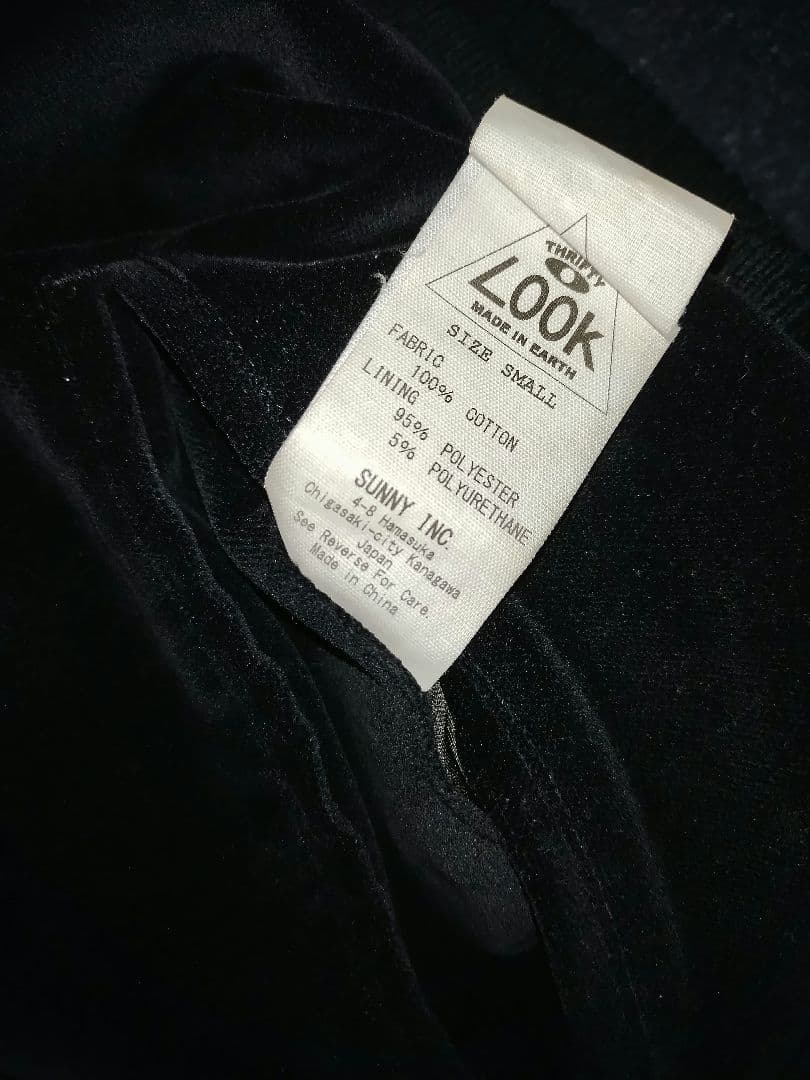 THRIFTY
LOOK
MADE IN EARTH
SIZE SMALL
FABRIC
100% COTTON
LINING
95% POLYESTER
5% POLYURETHANE
SUNNY INC.
4-8 Hamasuka
Chigasaki-city Kanagawa
Japan
See Reverse For Care.
Made in China